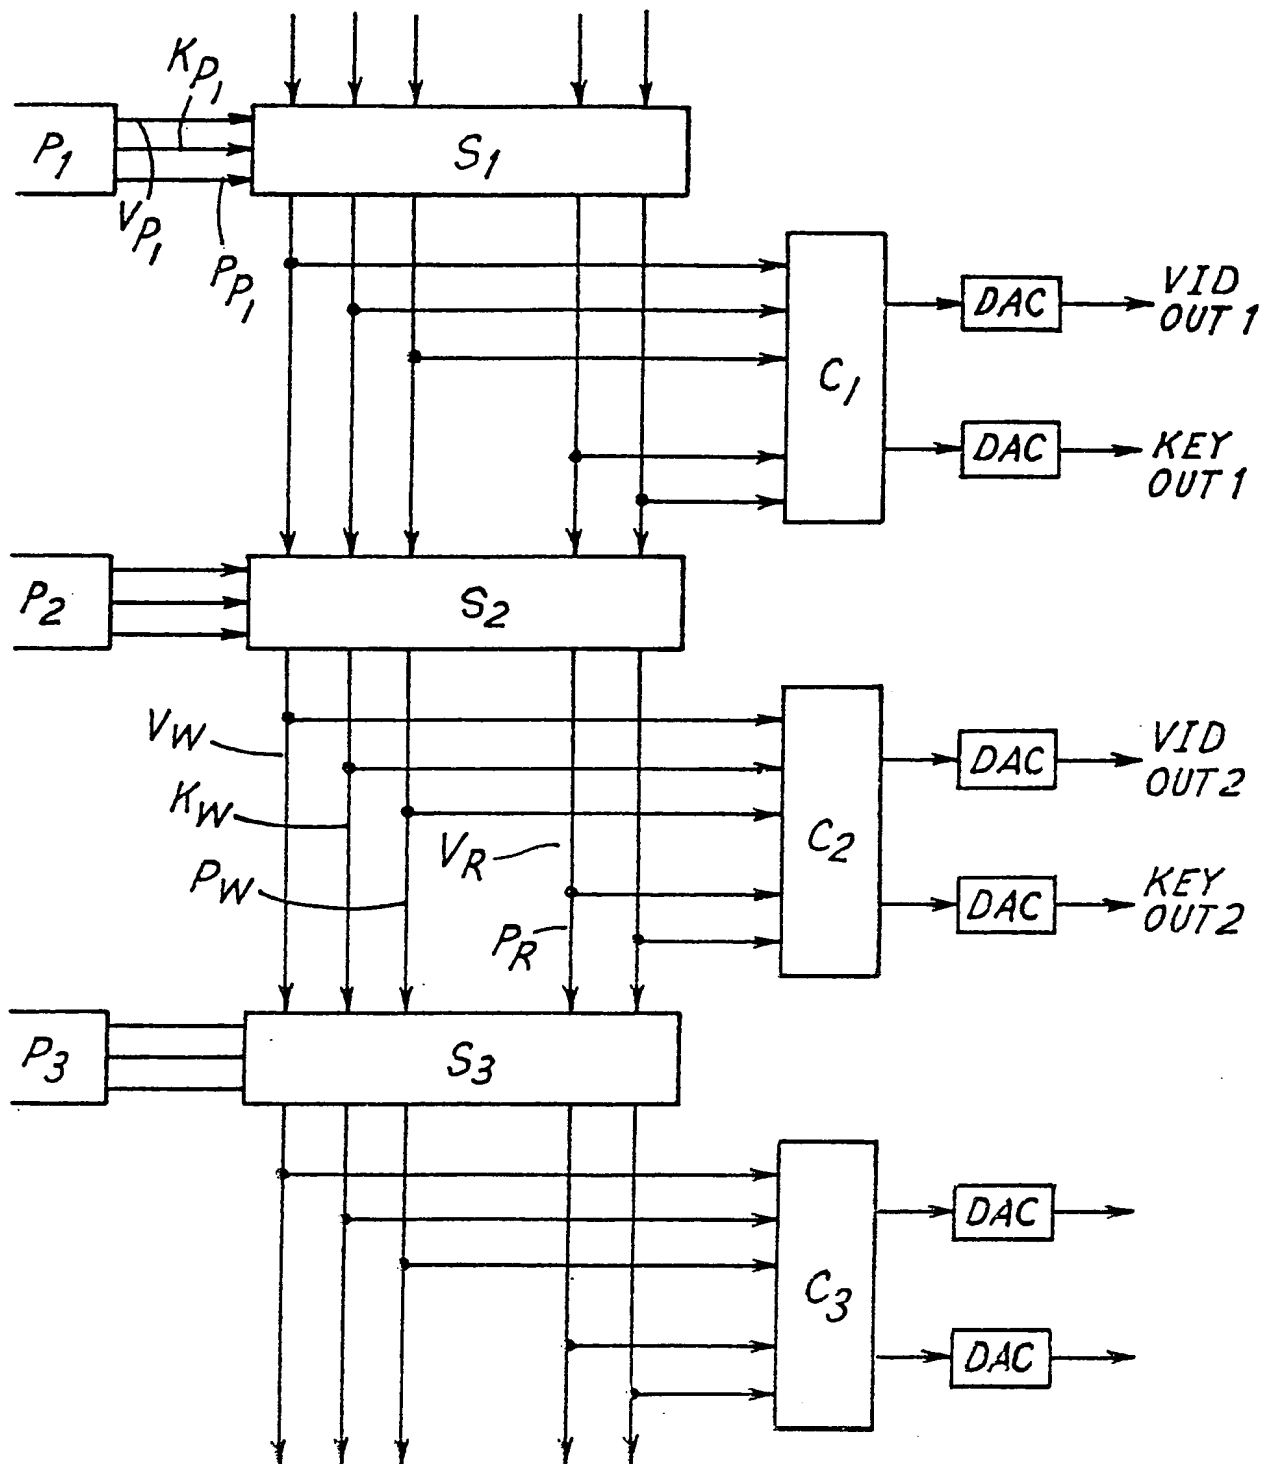 KP1
P1
S1
VP1
PP1
C1
DAC
VID
OUT 1
DAC
KEY
OUT 1
P2
S2
VW
KW
PW
VR
PR
C2
DAC
VID
OUT 2
DAC
KEY
OUT 2
P3
S3
C3
DAC
DAC